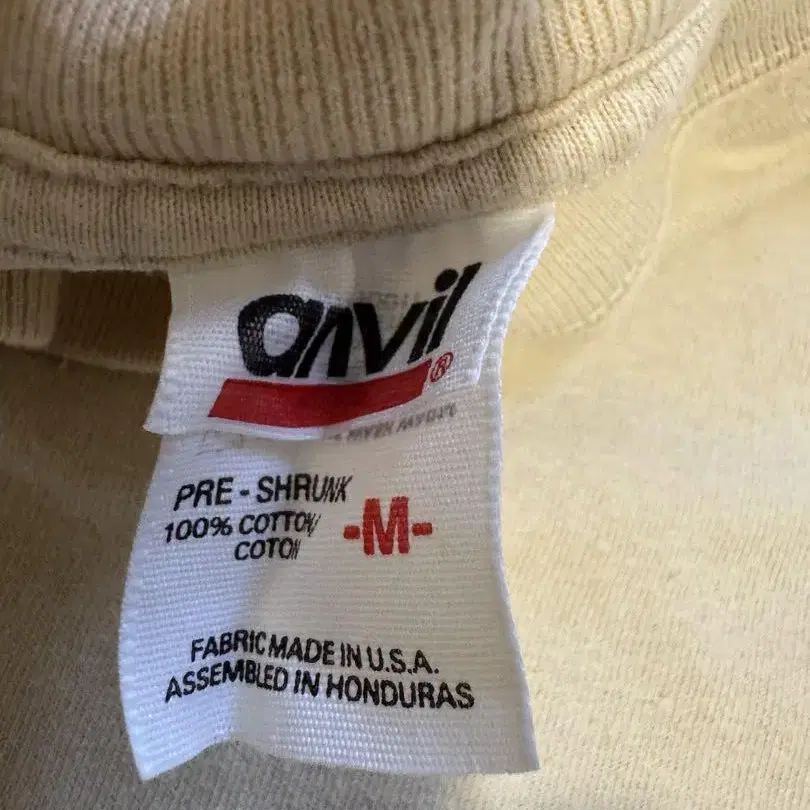 anvil®
PRE - SHRUNK
100% COTTON/
COTON
-M-
FABRIC MADE IN U.S.A.
ASSEMBLED IN HONDURAS